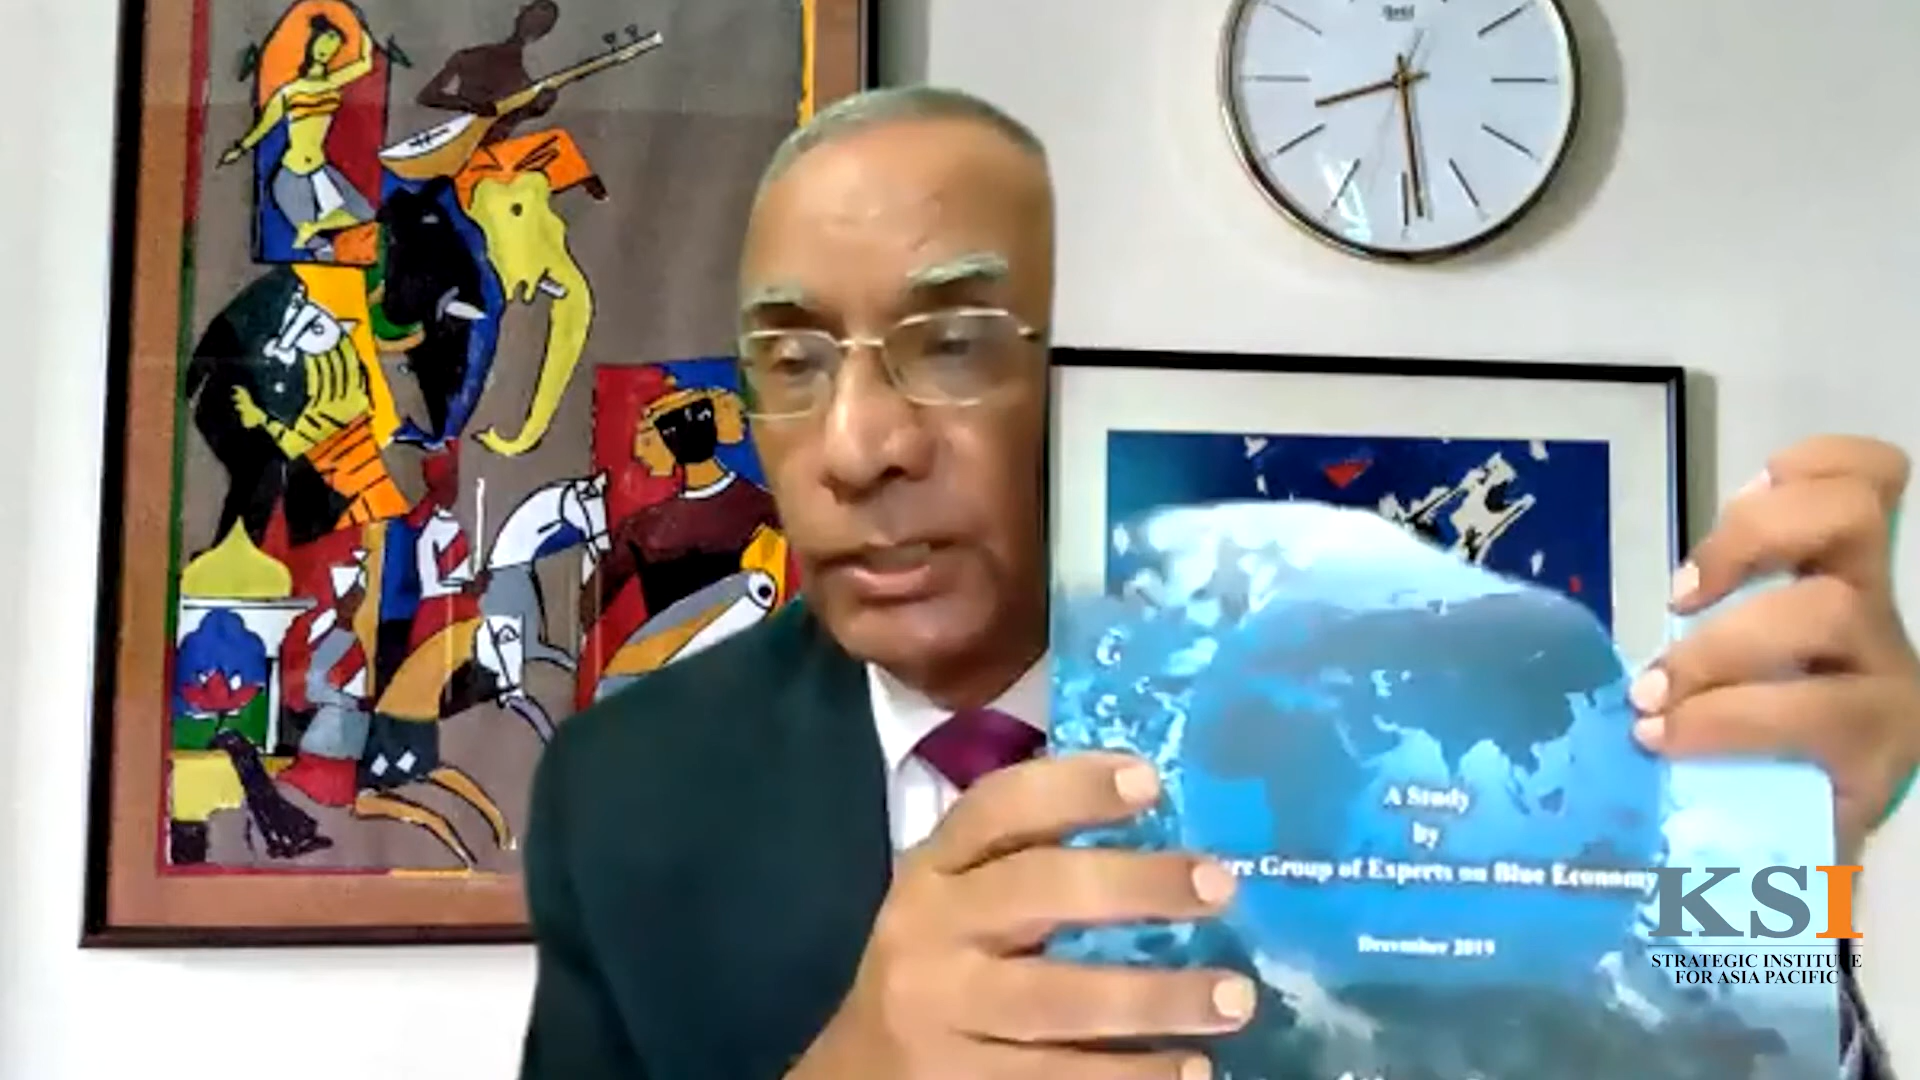 A Study
by
Group of Experts on Blue Economy
December 2019
KSI
STRATEGIC INSTITUTE
FOR ASIA PACIFIC